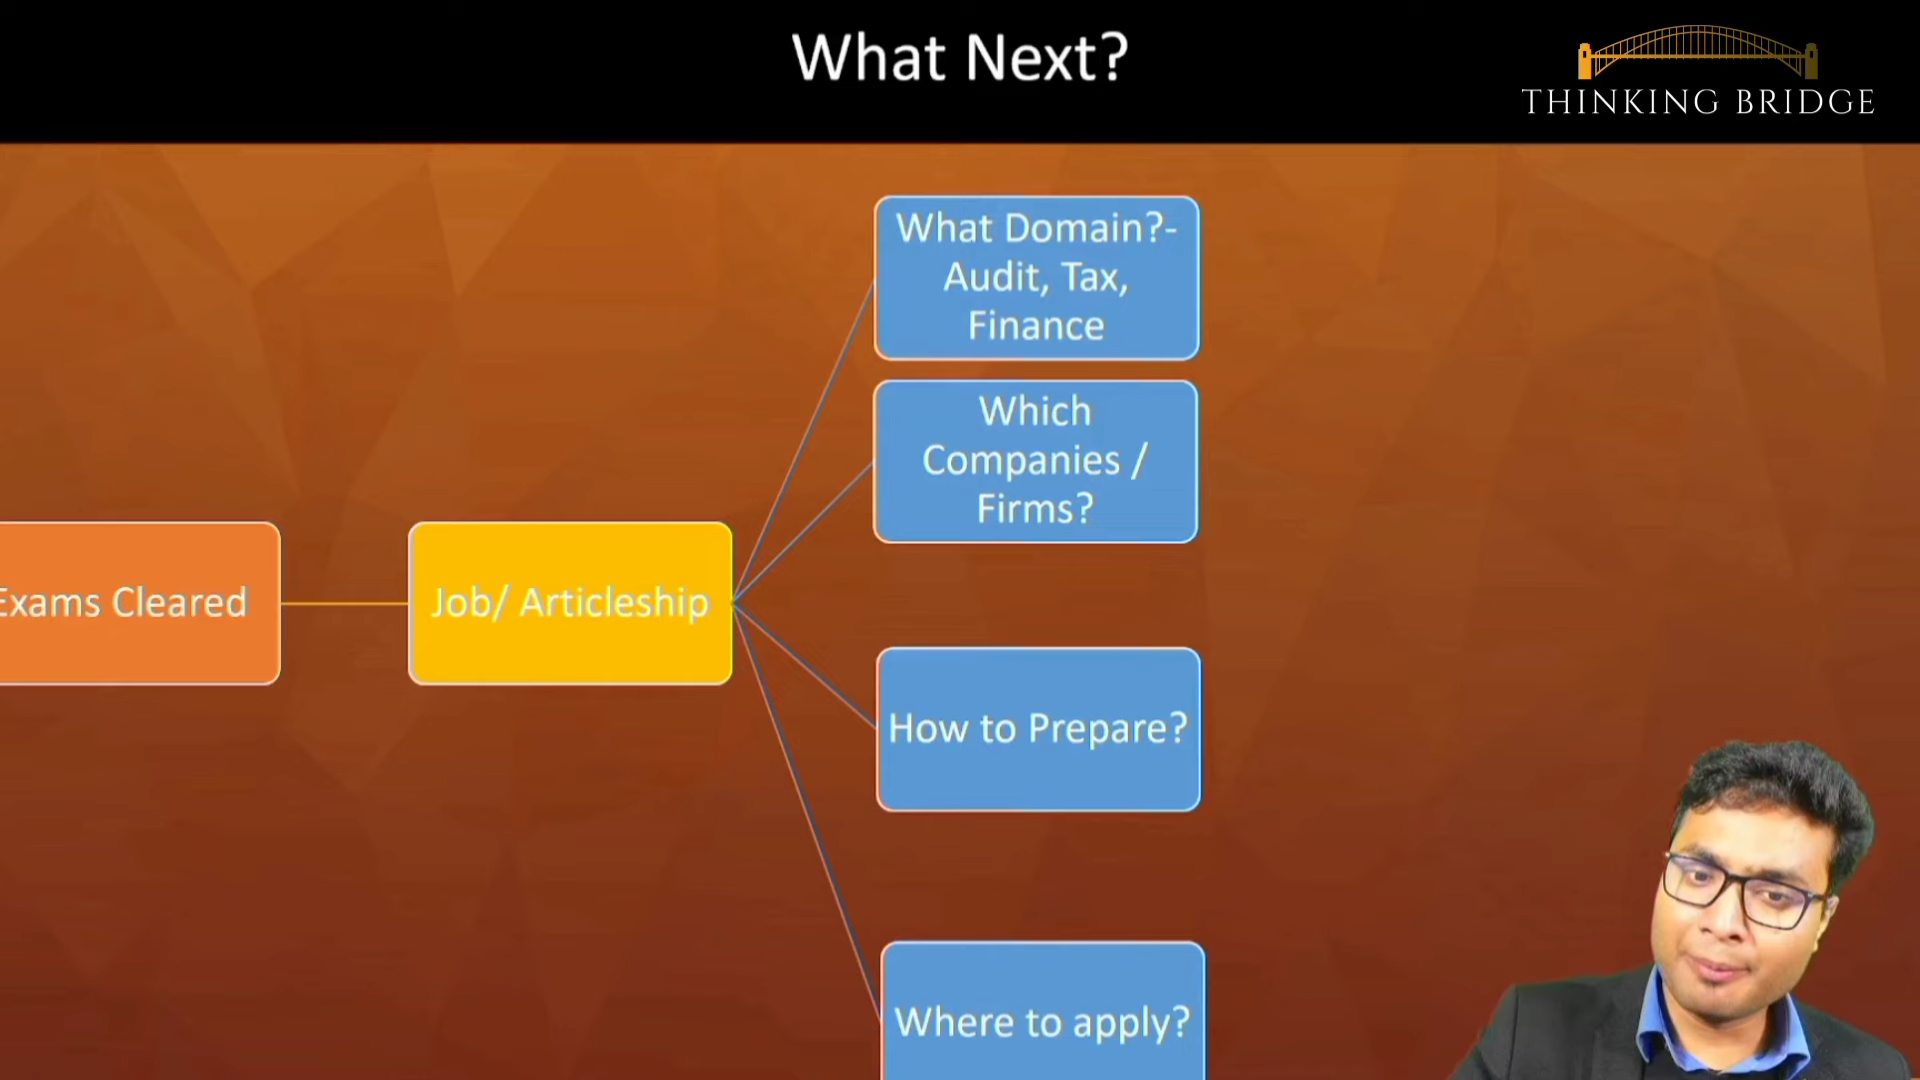 What Next?
THINKING BRIDGE
What Domain?-
Audit, Tax,
Finance
Which
Companies /
Firms?
Exams Cleared
Job/ Articleship
How to Prepare?
Where to apply?